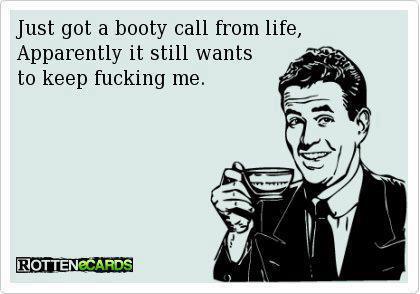 Just got a booty call from life,
Apparently it still wants
to keep fucking me.
ROTTENeCARDS